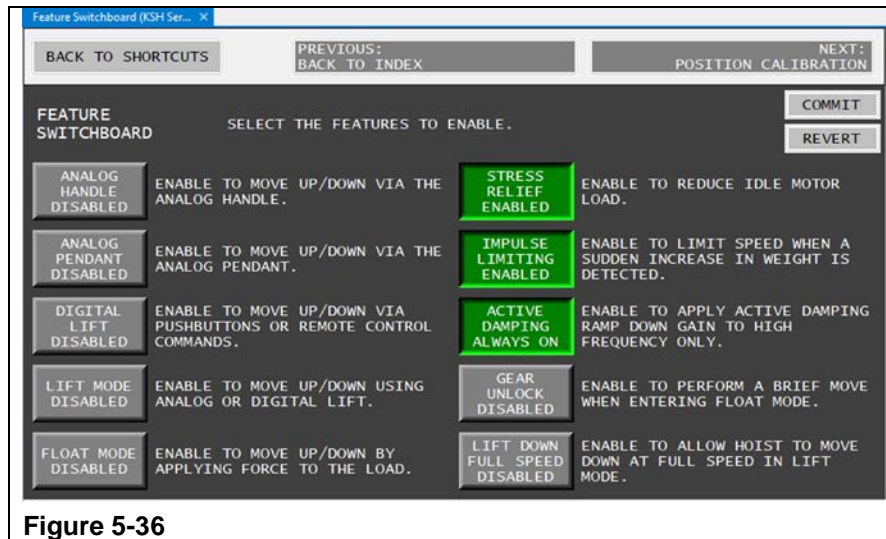 Feature Switchboard (KSH Ser... ×
BACK TO SHORTCUTS
PREVIOUS:
BACK TO INDEX
NEXT:
POSITION CALIBRATION
FEATURE
SWITCHBOARD
SELECT THE FEATURES TO ENABLE.
COMMIT
REVERT
ANALOG
HANDLE
DISABLED
ENABLE TO MOVE UP/DOWN VIA THE
ANALOG HANDLE.
STRESS
RELIEF
ENABLED
ENABLE TO REDUCE IDLE MOTOR
LOAD.
ANALOG
PENDANT
DISABLED
ENABLE TO MOVE UP/DOWN VIA THE
ANALOG PENDANT.
IMPULSE
LIMITING
ENABLED
ENABLE TO LIMIT SPEED WHEN A
SUDDEN INCREASE IN WEIGHT IS
DETECTED.
DIGITAL
LIFT
DISABLED
ENABLE TO MOVE UP/DOWN VIA
PUSHBUTTONS OR REMOTE CONTROL
COMMANDS.
ACTIVE
DAMPING
ALWAYS ON
ENABLE TO APPLY ACTIVE DAMPING
RAMP DOWN GAIN TO HIGH
FREQUENCY ONLY.
LIFT MODE
DISABLED
ENABLE TO MOVE UP/DOWN USING
ANALOG OR DIGITAL LIFT.
GEAR
UNLOCK
DISABLED
ENABLE TO PERFORM A BRIEF MOVE
WHEN ENTERING FLOAT MODE.
FLOAT MODE
DISABLED
ENABLE TO MOVE UP/DOWN BY
APPLYING FORCE TO THE LOAD.
LIFT DOWN
FULL SPEED
DISABLED
ENABLE TO ALLOW HOIST TO MOVE
DOWN AT FULL SPEED IN LIFT
MODE.
Figure 5-36